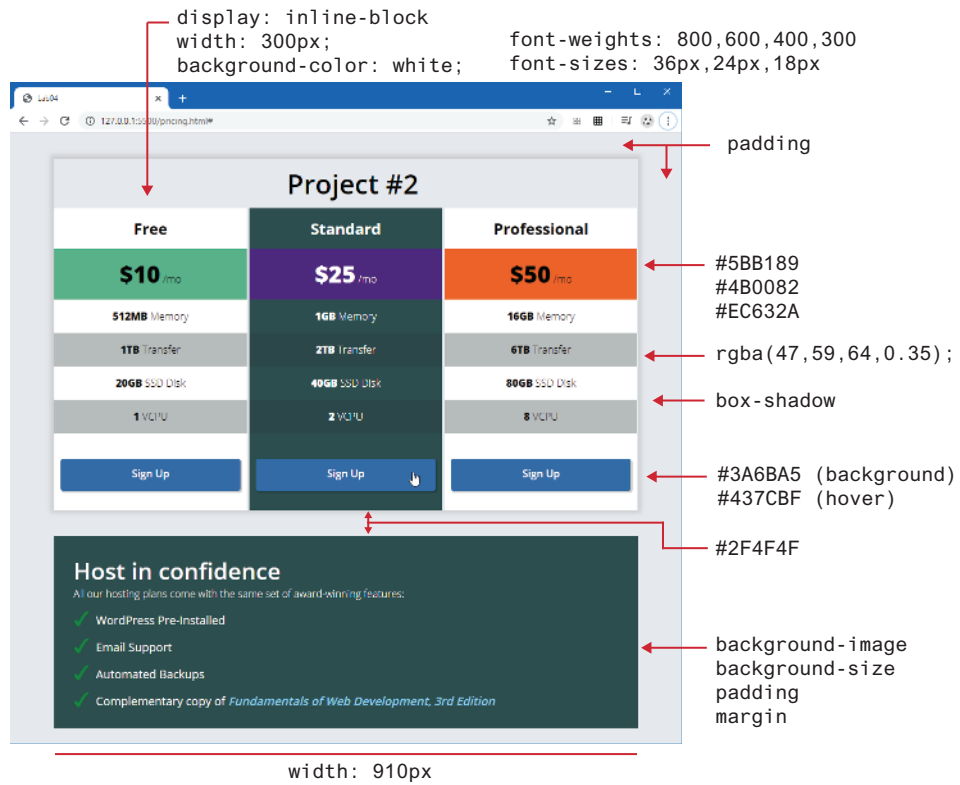 display: inline-block
width: 300px;
background-color: white;
font-weights: 800,600,400,300
font-sizes: 36px,24px,18px
Lab04
127.0.0.1:5500/pricing.html#
padding
Project #2
Free
Standard
Professional
$10 /mo
$25 /mo
$50 /mo
#5BB189
#4B0082
#EC632A
512MB Memory
1GB Memory
16GB Memory
1TB Transfer
2TB Transfer
6TB Transfer
rgba(47,59,64,0.35);
20GB SSD Disk
40GB SSD Disk
80GB SSD Disk
box-shadow
1 VCPU
2 VCPU
8 VCPU
Sign Up
Sign Up
Sign Up
#3A6BA5 (background)
#437CBF (hover)
#2F4F4F
Host in confidence
All our hosting plans come with the same set of award-winning features:
WordPress Pre-Installed
Email Support
Automated Backups
Complementary copy of Fundamentals of Web Development, 3rd Edition
background-image
background-size
padding
margin
width: 910px